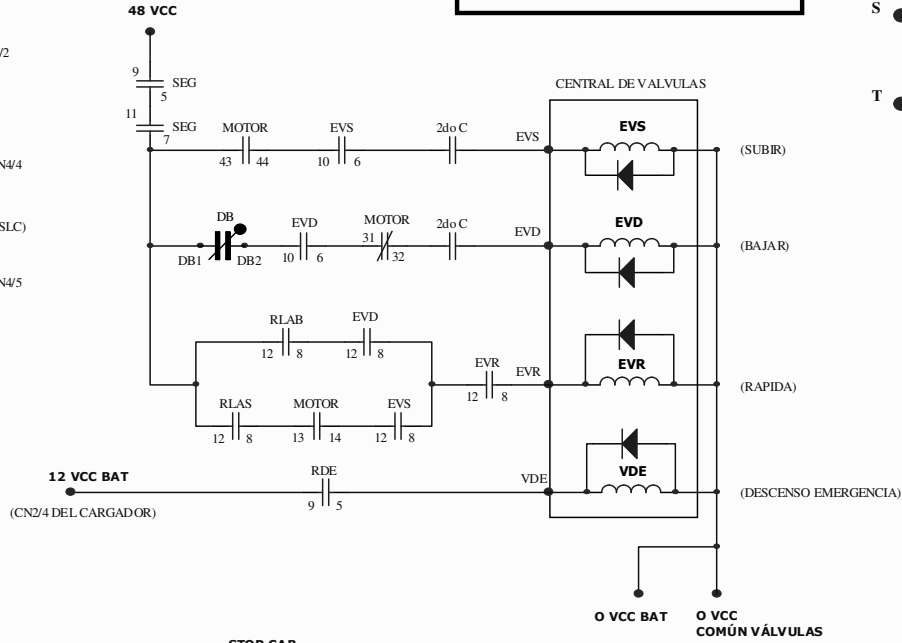 48 VCC
S
/2
9
SEG
5
CENTRAL DE VALVULAS
T
11
SEG
7
MOTOR
EVS
2do C
EVS
EVS
(SUBIR)
43 44
10 6
N4/4
SLC)
DB
EVD
MOTOR
2do C
EVD
EVD
(BAJAR)
31
32
DB1 DB2
10 6
N4/5
RLAB
EVD
12 8
12 8
EVR
EVR
EVR
(RAPIDA)
12 8
RLAS
MOTOR
EVS
12 8
13 14
12 8
12 VCC BAT
RDE
VDE
VDE
(DESCENSO EMERGENCIA)
9 5
(CN2/4 DEL CARGADOR)
O VCC BAT
O VCC
COMÚN VÁLVULAS
STOP CAB